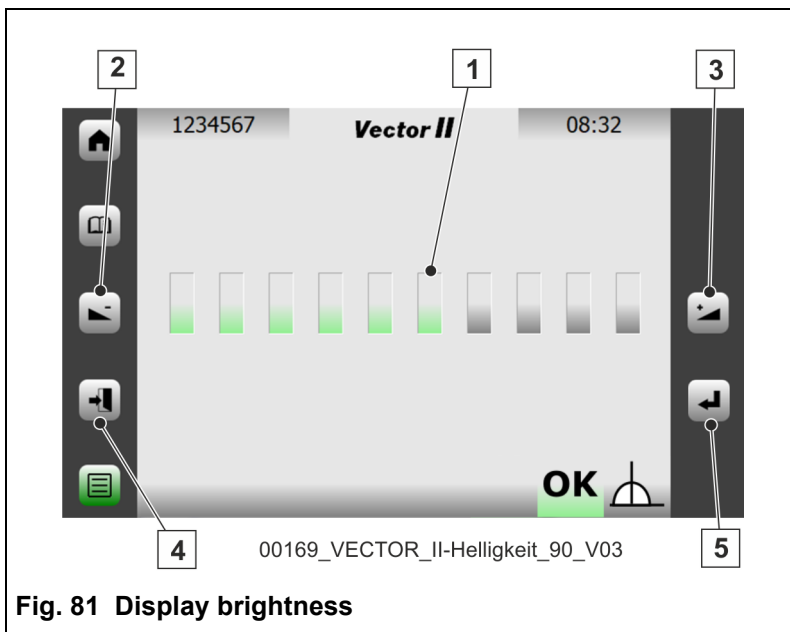 2
1
3
1234567
Vector II
08:32
OK
4
00169_VECTOR_II-Helligkeit_90_V03
5
Fig. 81 Display brightness